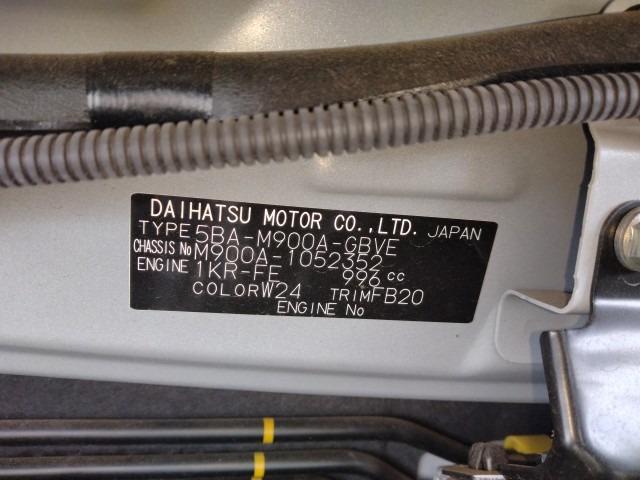 DAIHATSU MOTOR CO.,LTD. JAPAN
TYPE 5BA-M900A-GBVE
CHASSIS No M900A-1052352
ENGINE 1KR-FE 996 cc
COLOR W24 TRIM FB20
ENGINE No